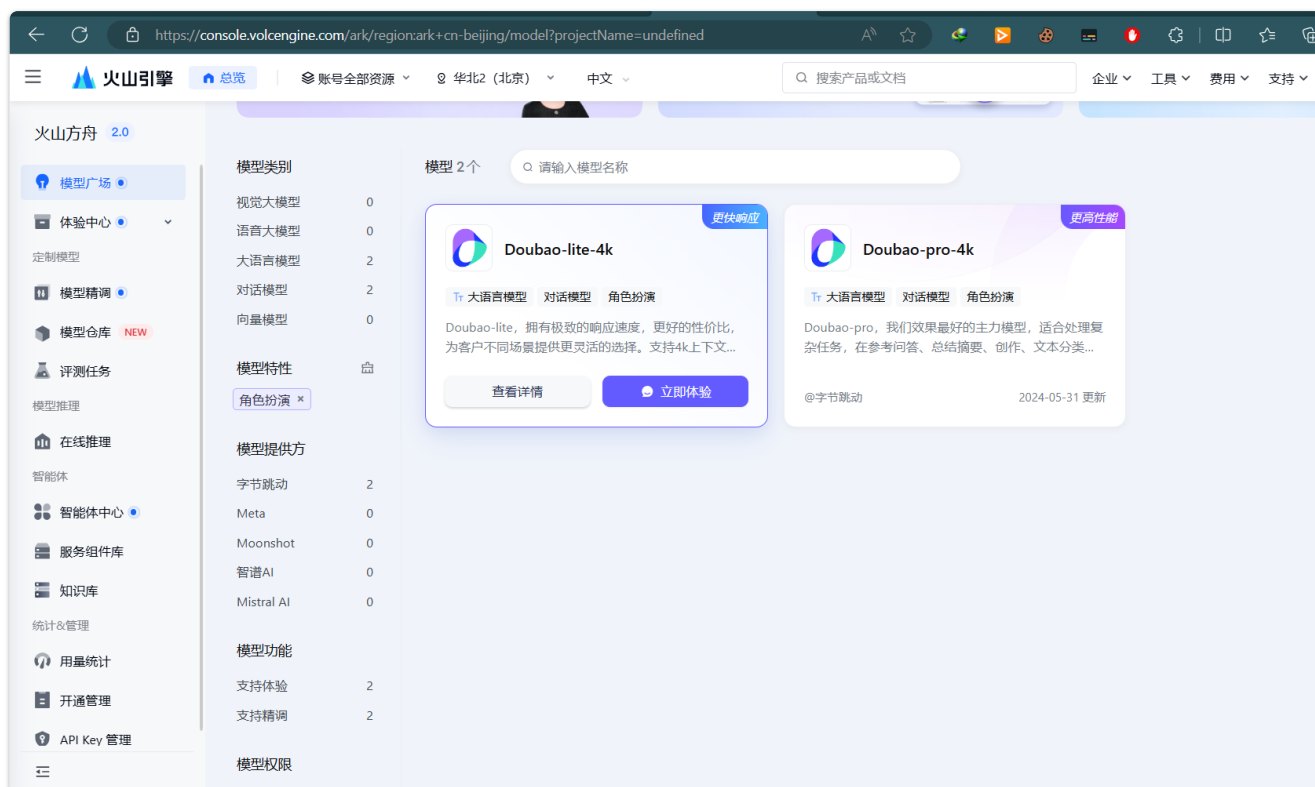 https://console.volcengine.com/ark/region:ark+cn-beijing/model?projectName=undefined
火山引擎
总览
账号全部资源
华北2（北京）
中文
搜索产品或文档
企业
工具
费用
支持
火山方舟 2.0
模型广场
体验中心
定制模型
模型精调
模型仓库 NEW
评测任务
模型推理
在线推理
智能体
智能体中心
服务组件库
知识库
统计&管理
用量统计
开通管理
API Key 管理
模型类别
视觉大模型 0
语音大模型 0
大语言模型 2
对话模型 2
向量模型 0
模型特性
角色扮演 ×
模型提供方
字节跳动 2
Meta 0
Moonshot 0
智谱AI 0
Mistral AI 0
模型功能
支持体验 2
支持精调 2
模型权限
模型 2个
请输入模型名称
更快响应
Doubao-lite-4k
Tт 大语言模型 对话模型 角色扮演
Doubao-lite，拥有极致的响应速度，更好的性价比，
为客户不同场景提供更灵活的选择。支持4k上下文...
查看详情
立即体验
更高性能
Doubao-pro-4k
Tт 大语言模型 对话模型 角色扮演
Doubao-pro，我们效果最好的主力模型，适合处理复
杂任务，在参考问答、总结摘要、创作、文本分类...
@字节跳动
2024-05-31 更新